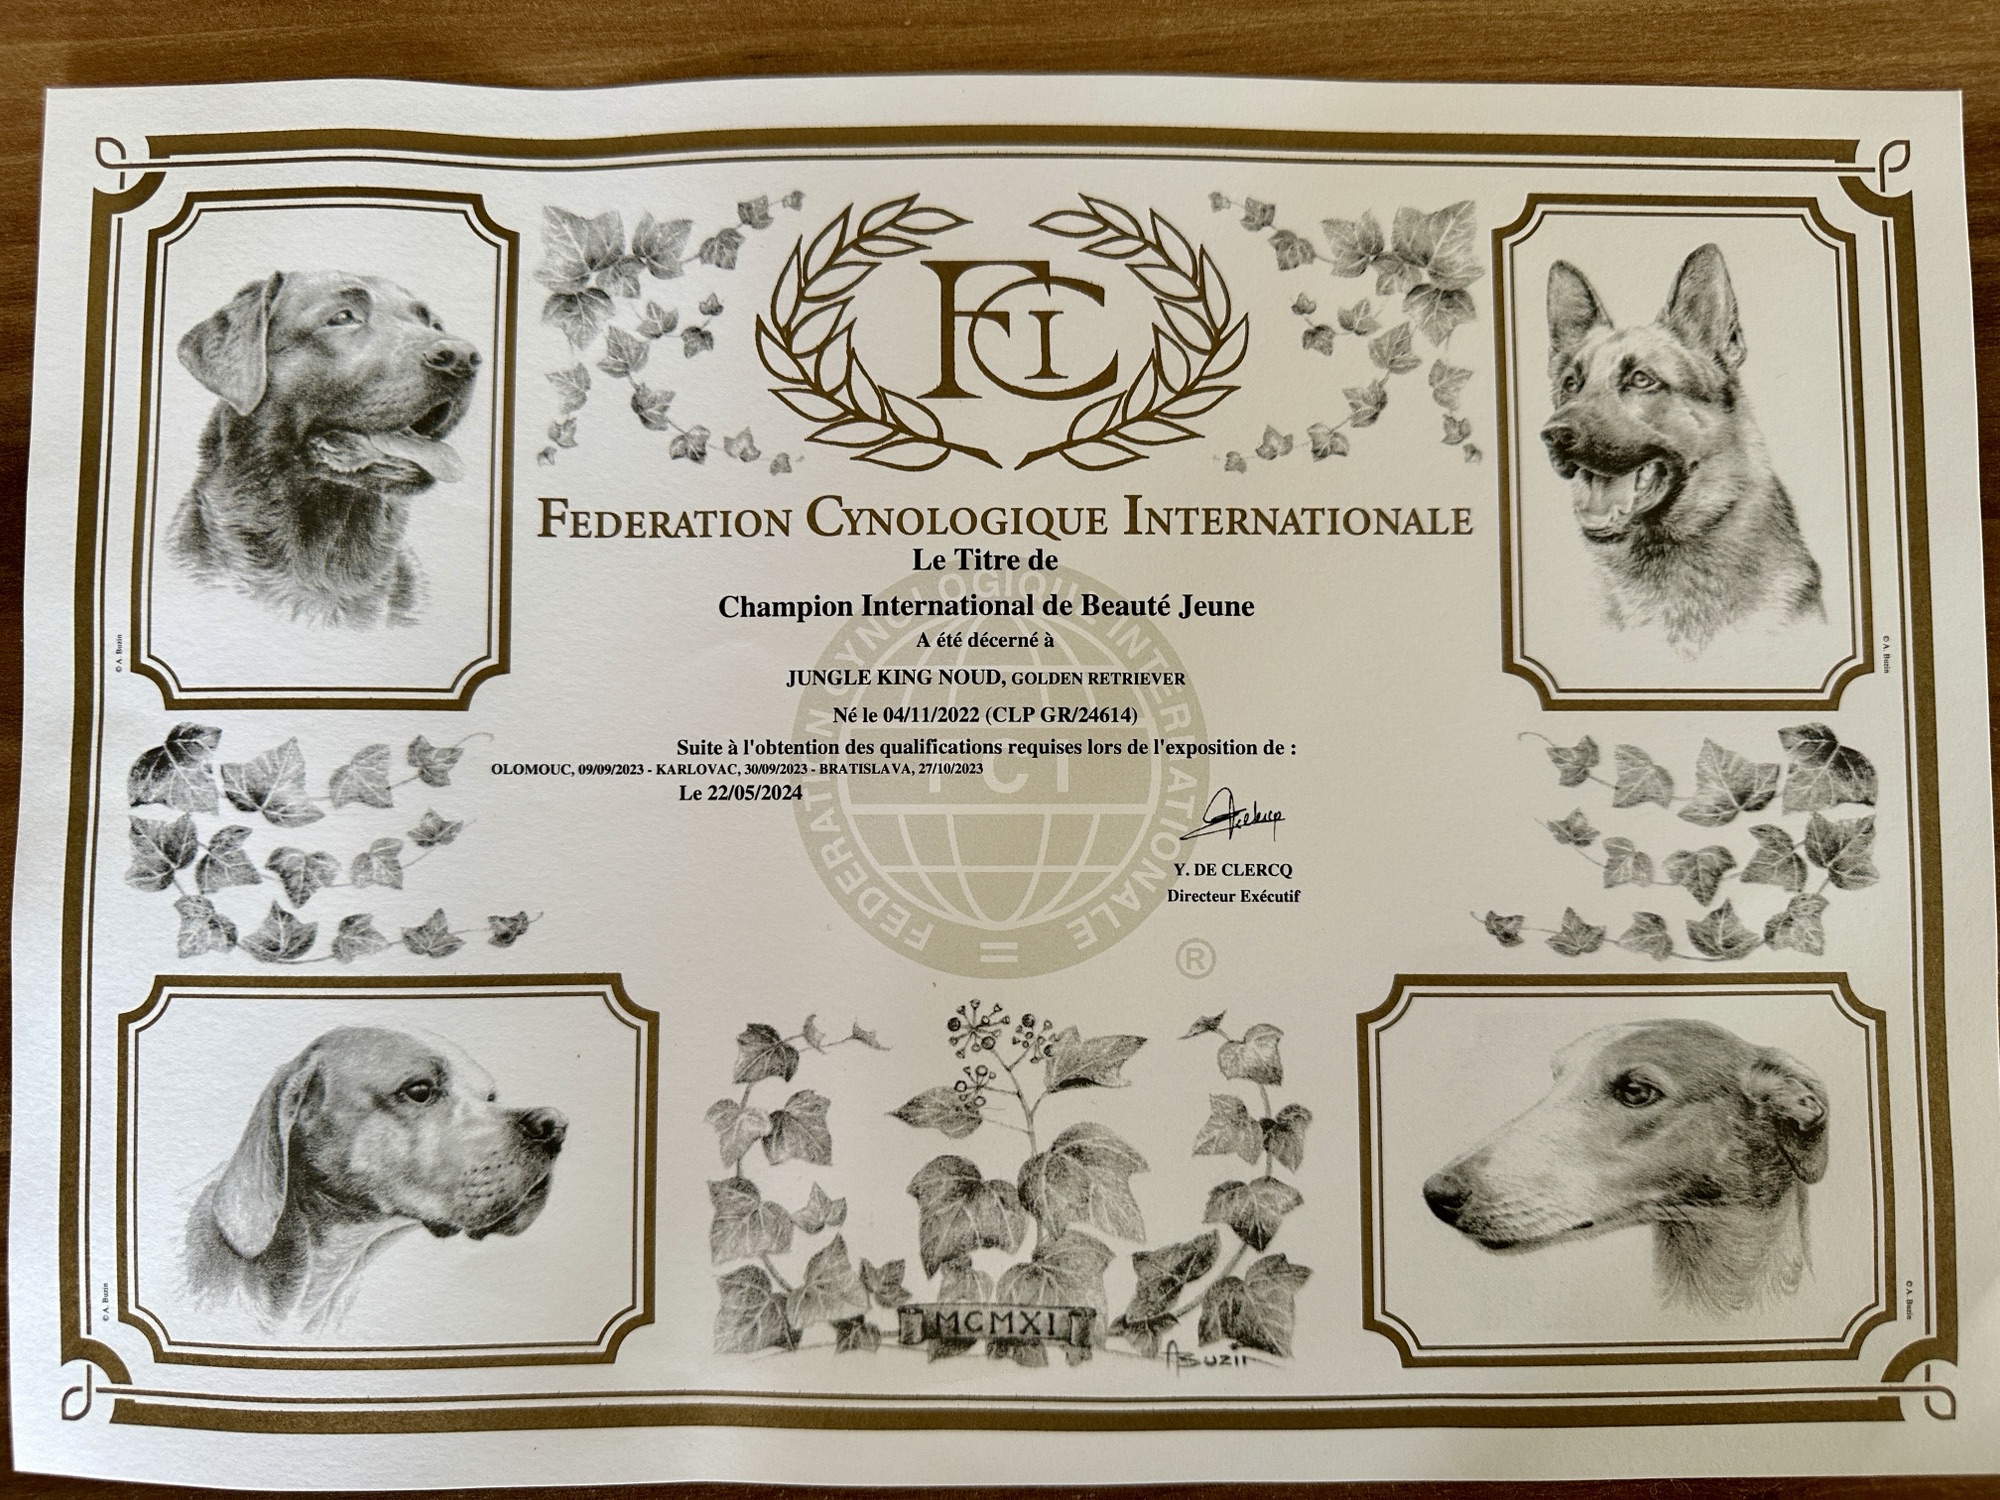 FCI
FEDERATION CYNOLOGIQUE INTERNATIONALE
Le Titre de
Champion International de Beauté Jeune
A été décerné à
JUNGLE KING NOUD, GOLDEN RETRIEVER
Né le 04/11/2022 (CLP GR/24614)
Suite à l'obtention des qualifications requises lors de l'exposition de :
OLOMOUC, 09/09/2023 - KARLOVAC, 30/09/2023 - BRATISLAVA, 27/10/2023
Le 22/05/2024
Y. DE CLERCQ
Directeur Exécutif
FEDERATION CYNOLOGIQUE INTERNATIONALE
FCI
®
© A. Buzin
© A. Buzin
© A. Buzin
© A. Buzin
MCMXI
ABUZIN